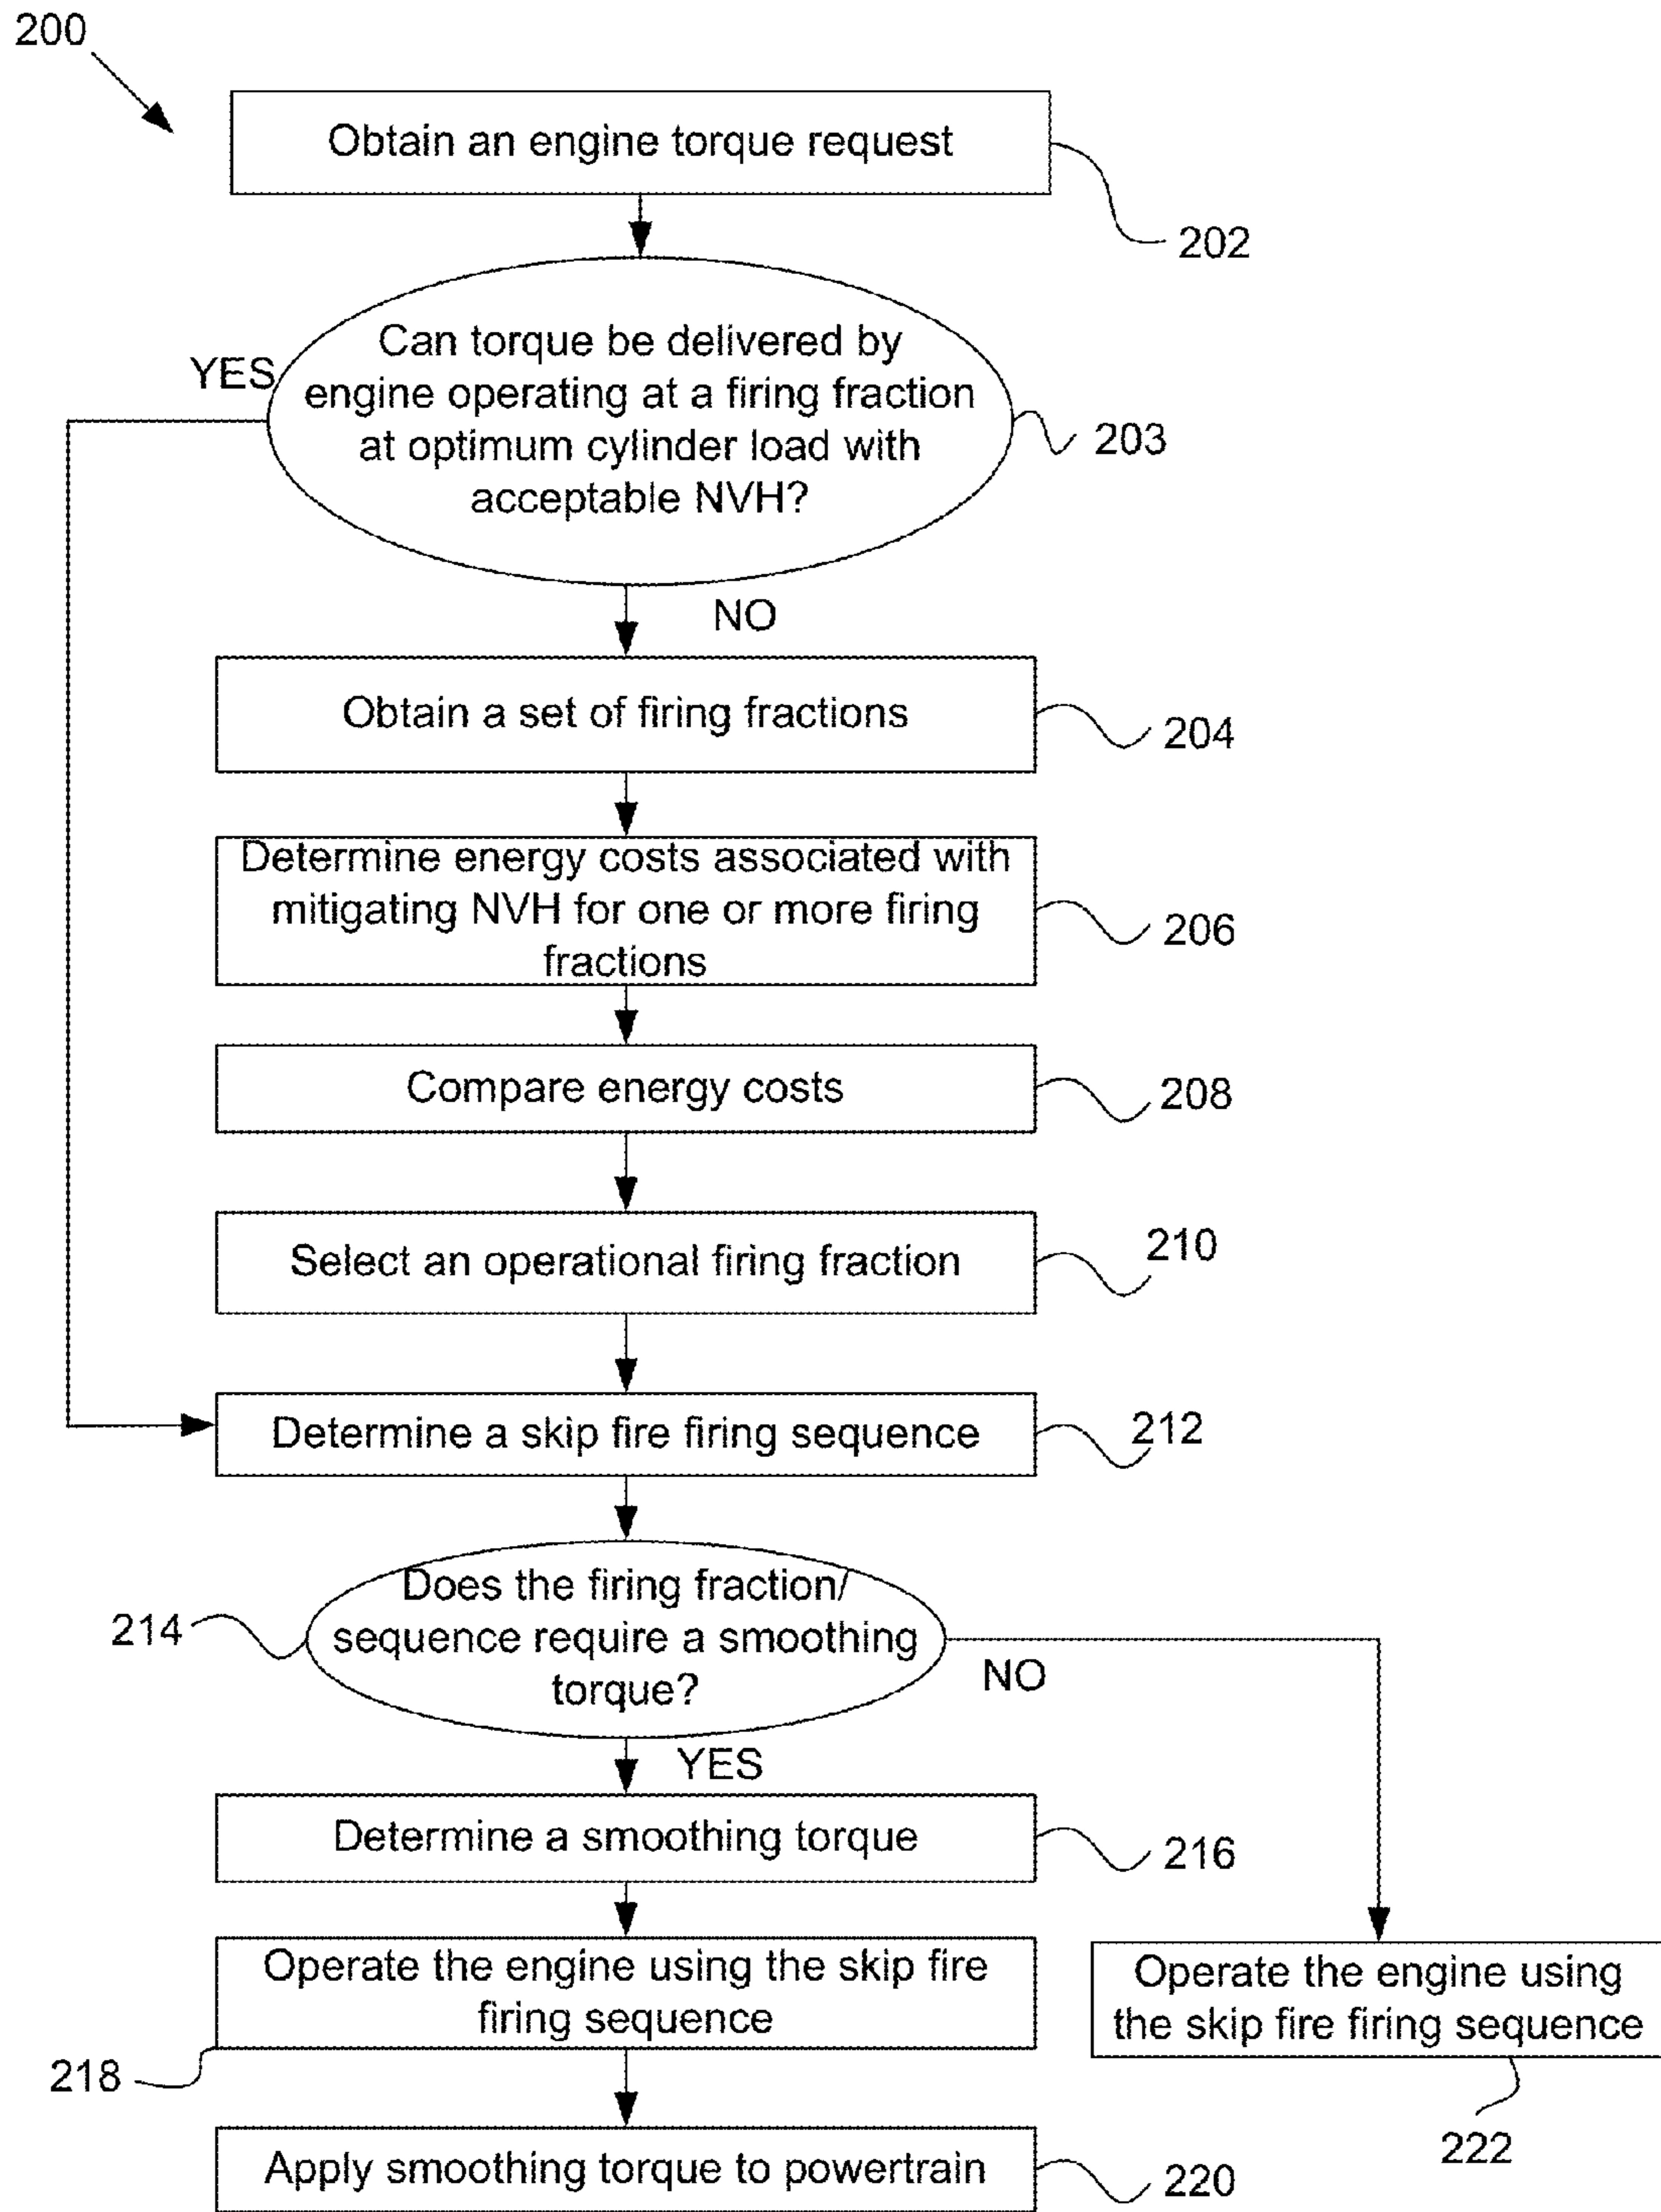 200
Obtain an engine torque request
202
Can torque be delivered by
engine operating at a firing fraction
at optimum cylinder load with
acceptable NVH?
YES
203
NO
Obtain a set of firing fractions
204
Determine energy costs associated with
mitigating NVH for one or more firing
fractions
206
Compare energy costs
208
Select an operational firing fraction
210
Determine a skip fire firing sequence
212
Does the firing fraction/
sequence require a smoothing
torque?
214
NO
YES
Determine a smoothing torque
216
Operate the engine using the skip fire
firing sequence
218
Operate the engine using
the skip fire firing sequence
222
Apply smoothing torque to powertrain
220